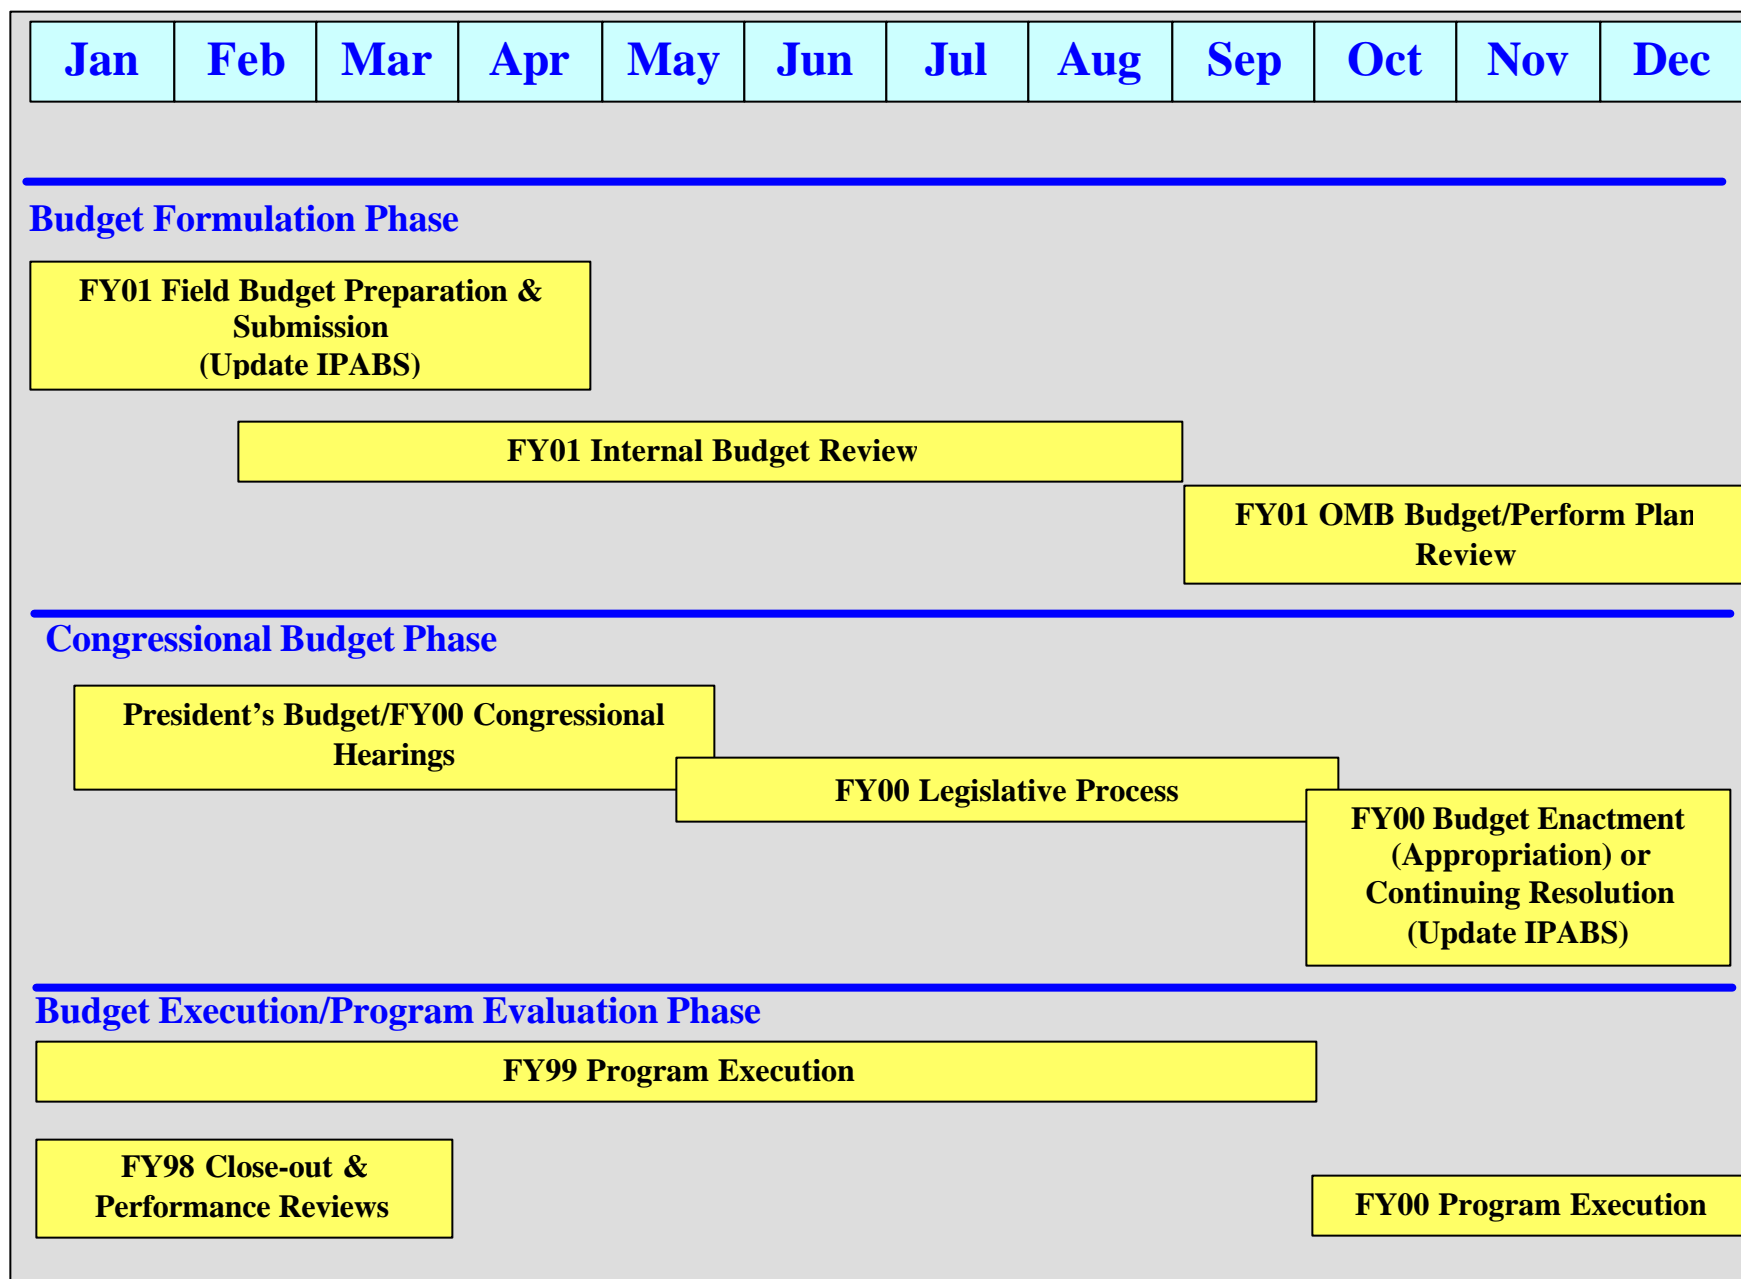 Jan Feb Mar Apr May Jun Jul Aug Sep Oct Nov Dec
Budget Formulation Phase
FY01 Field Budget Preparation &
Submission
(Update IPABS)
FY01 Internal Budget Review
FY01 OMB Budget/Perform Plan
Review
Congressional Budget Phase
President’s Budget/FY00 Congressional
Hearings
FY00 Legislative Process
FY00 Budget Enactment
(Appropriation) or
Continuing Resolution
(Update IPABS)
Budget Execution/Program Evaluation Phase
FY99 Program Execution
FY98 Close-out &
Performance Reviews
FY00 Program Execution